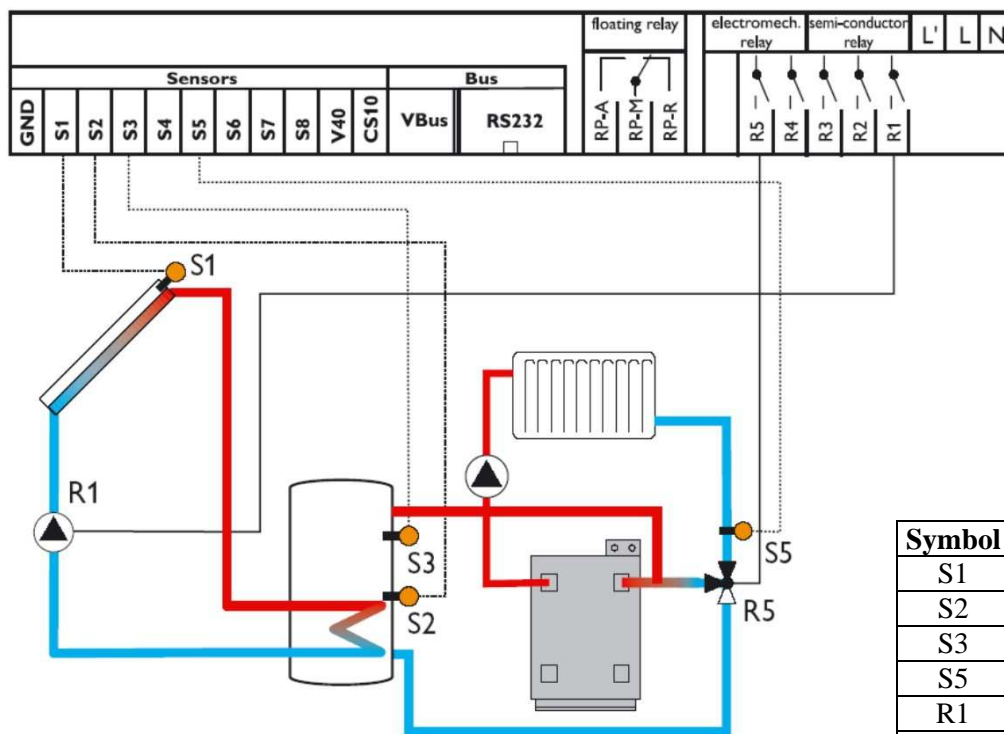 floating relay
electromech. relay
semi-conductor relay
L'
L
N
Sensors
Bus
GND
S1
S2
S3
S4
S5
S6
S7
S8
V40
CS10
VBus
RS232
RP-A
RP-M
RP-R
R5
R4
R3
R2
R1
S1
R1
S3
S2
S5
R5
Symbol
S1
S2
S3
S5
R1